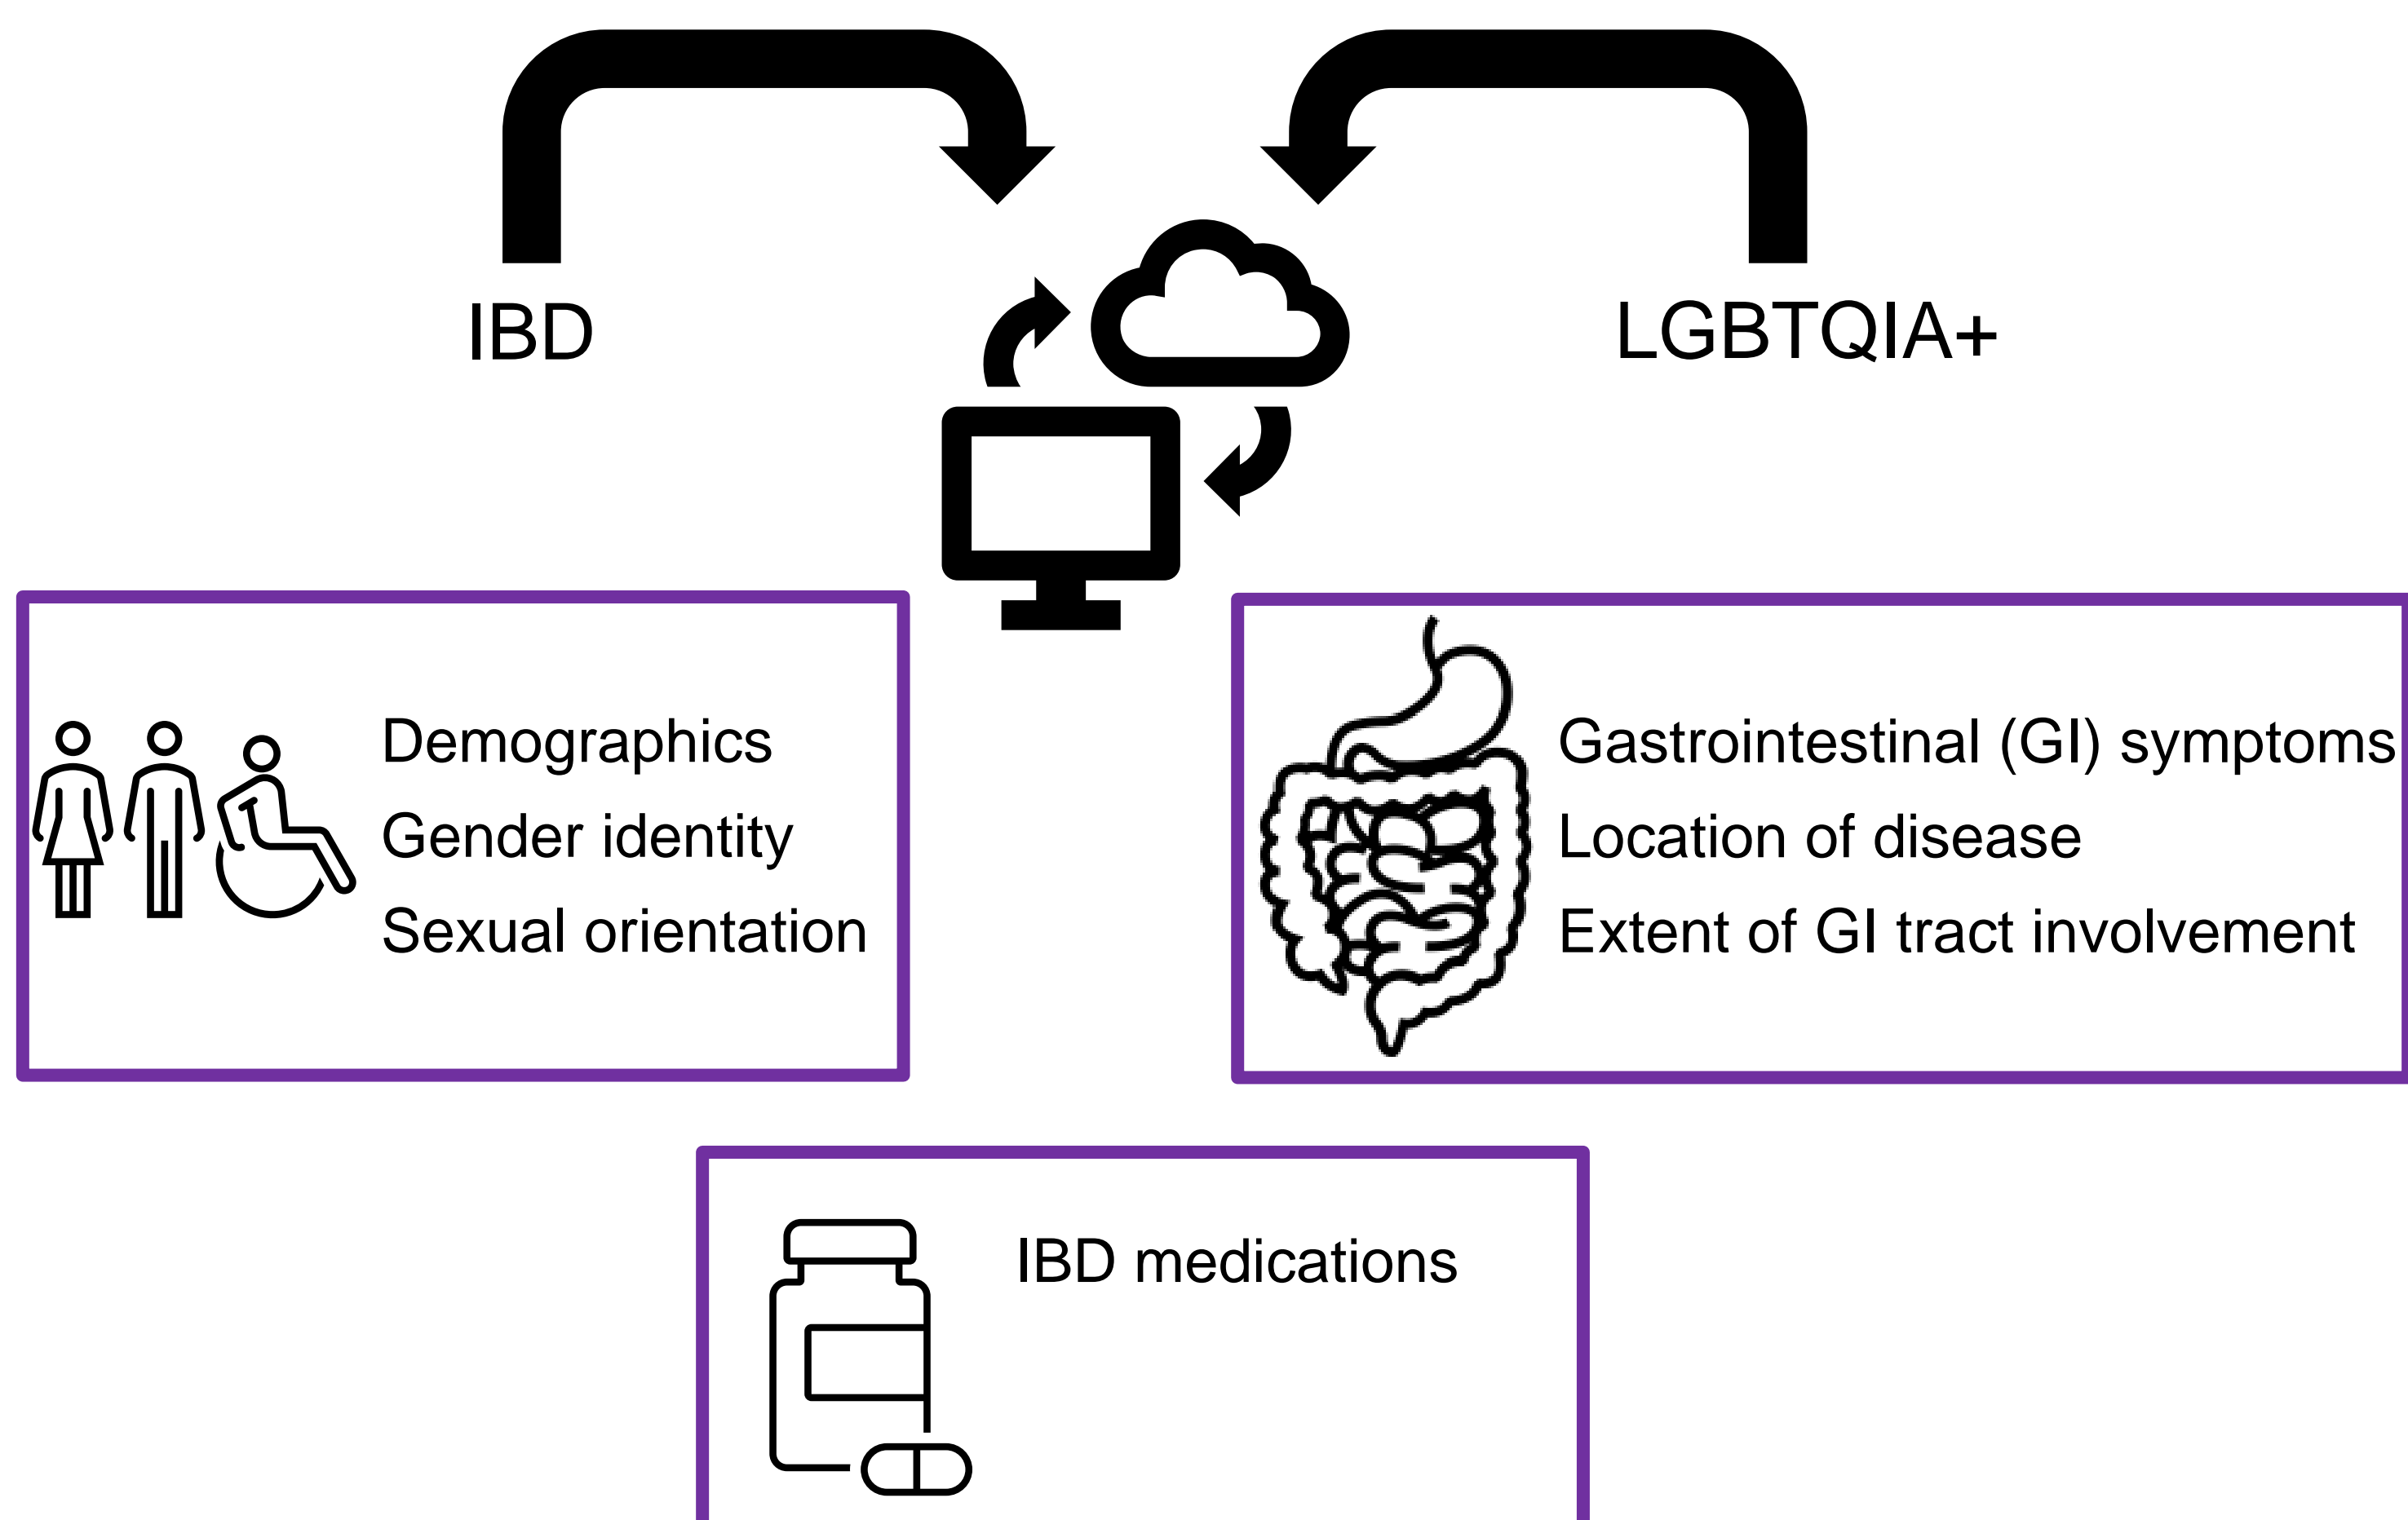 IBD
LGBTQIA+
Demographics
Gender identity
Sexual orientation
Gastrointestinal (GI) symptoms
Location of disease
Extent of GI tract involvement
IBD medications